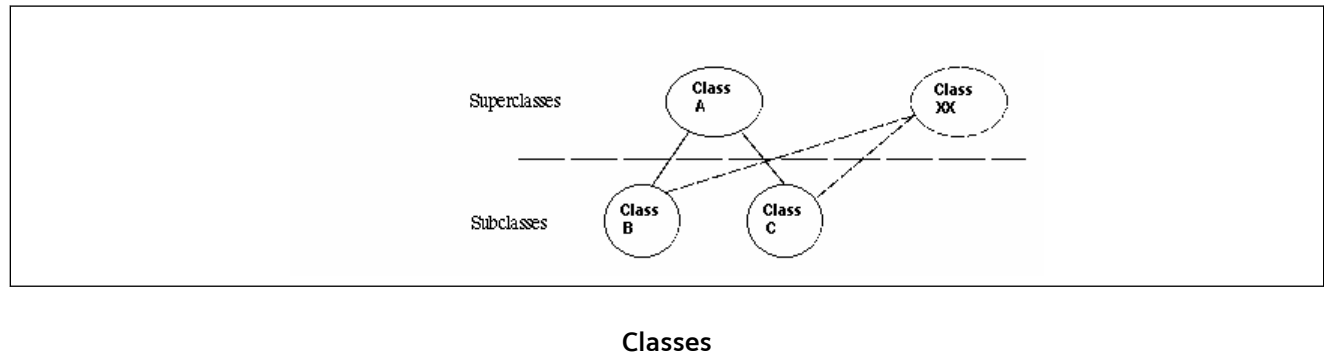 Superclasses
Class
A
Class
XX
Subclasses
Class
B
Class
C
Classes